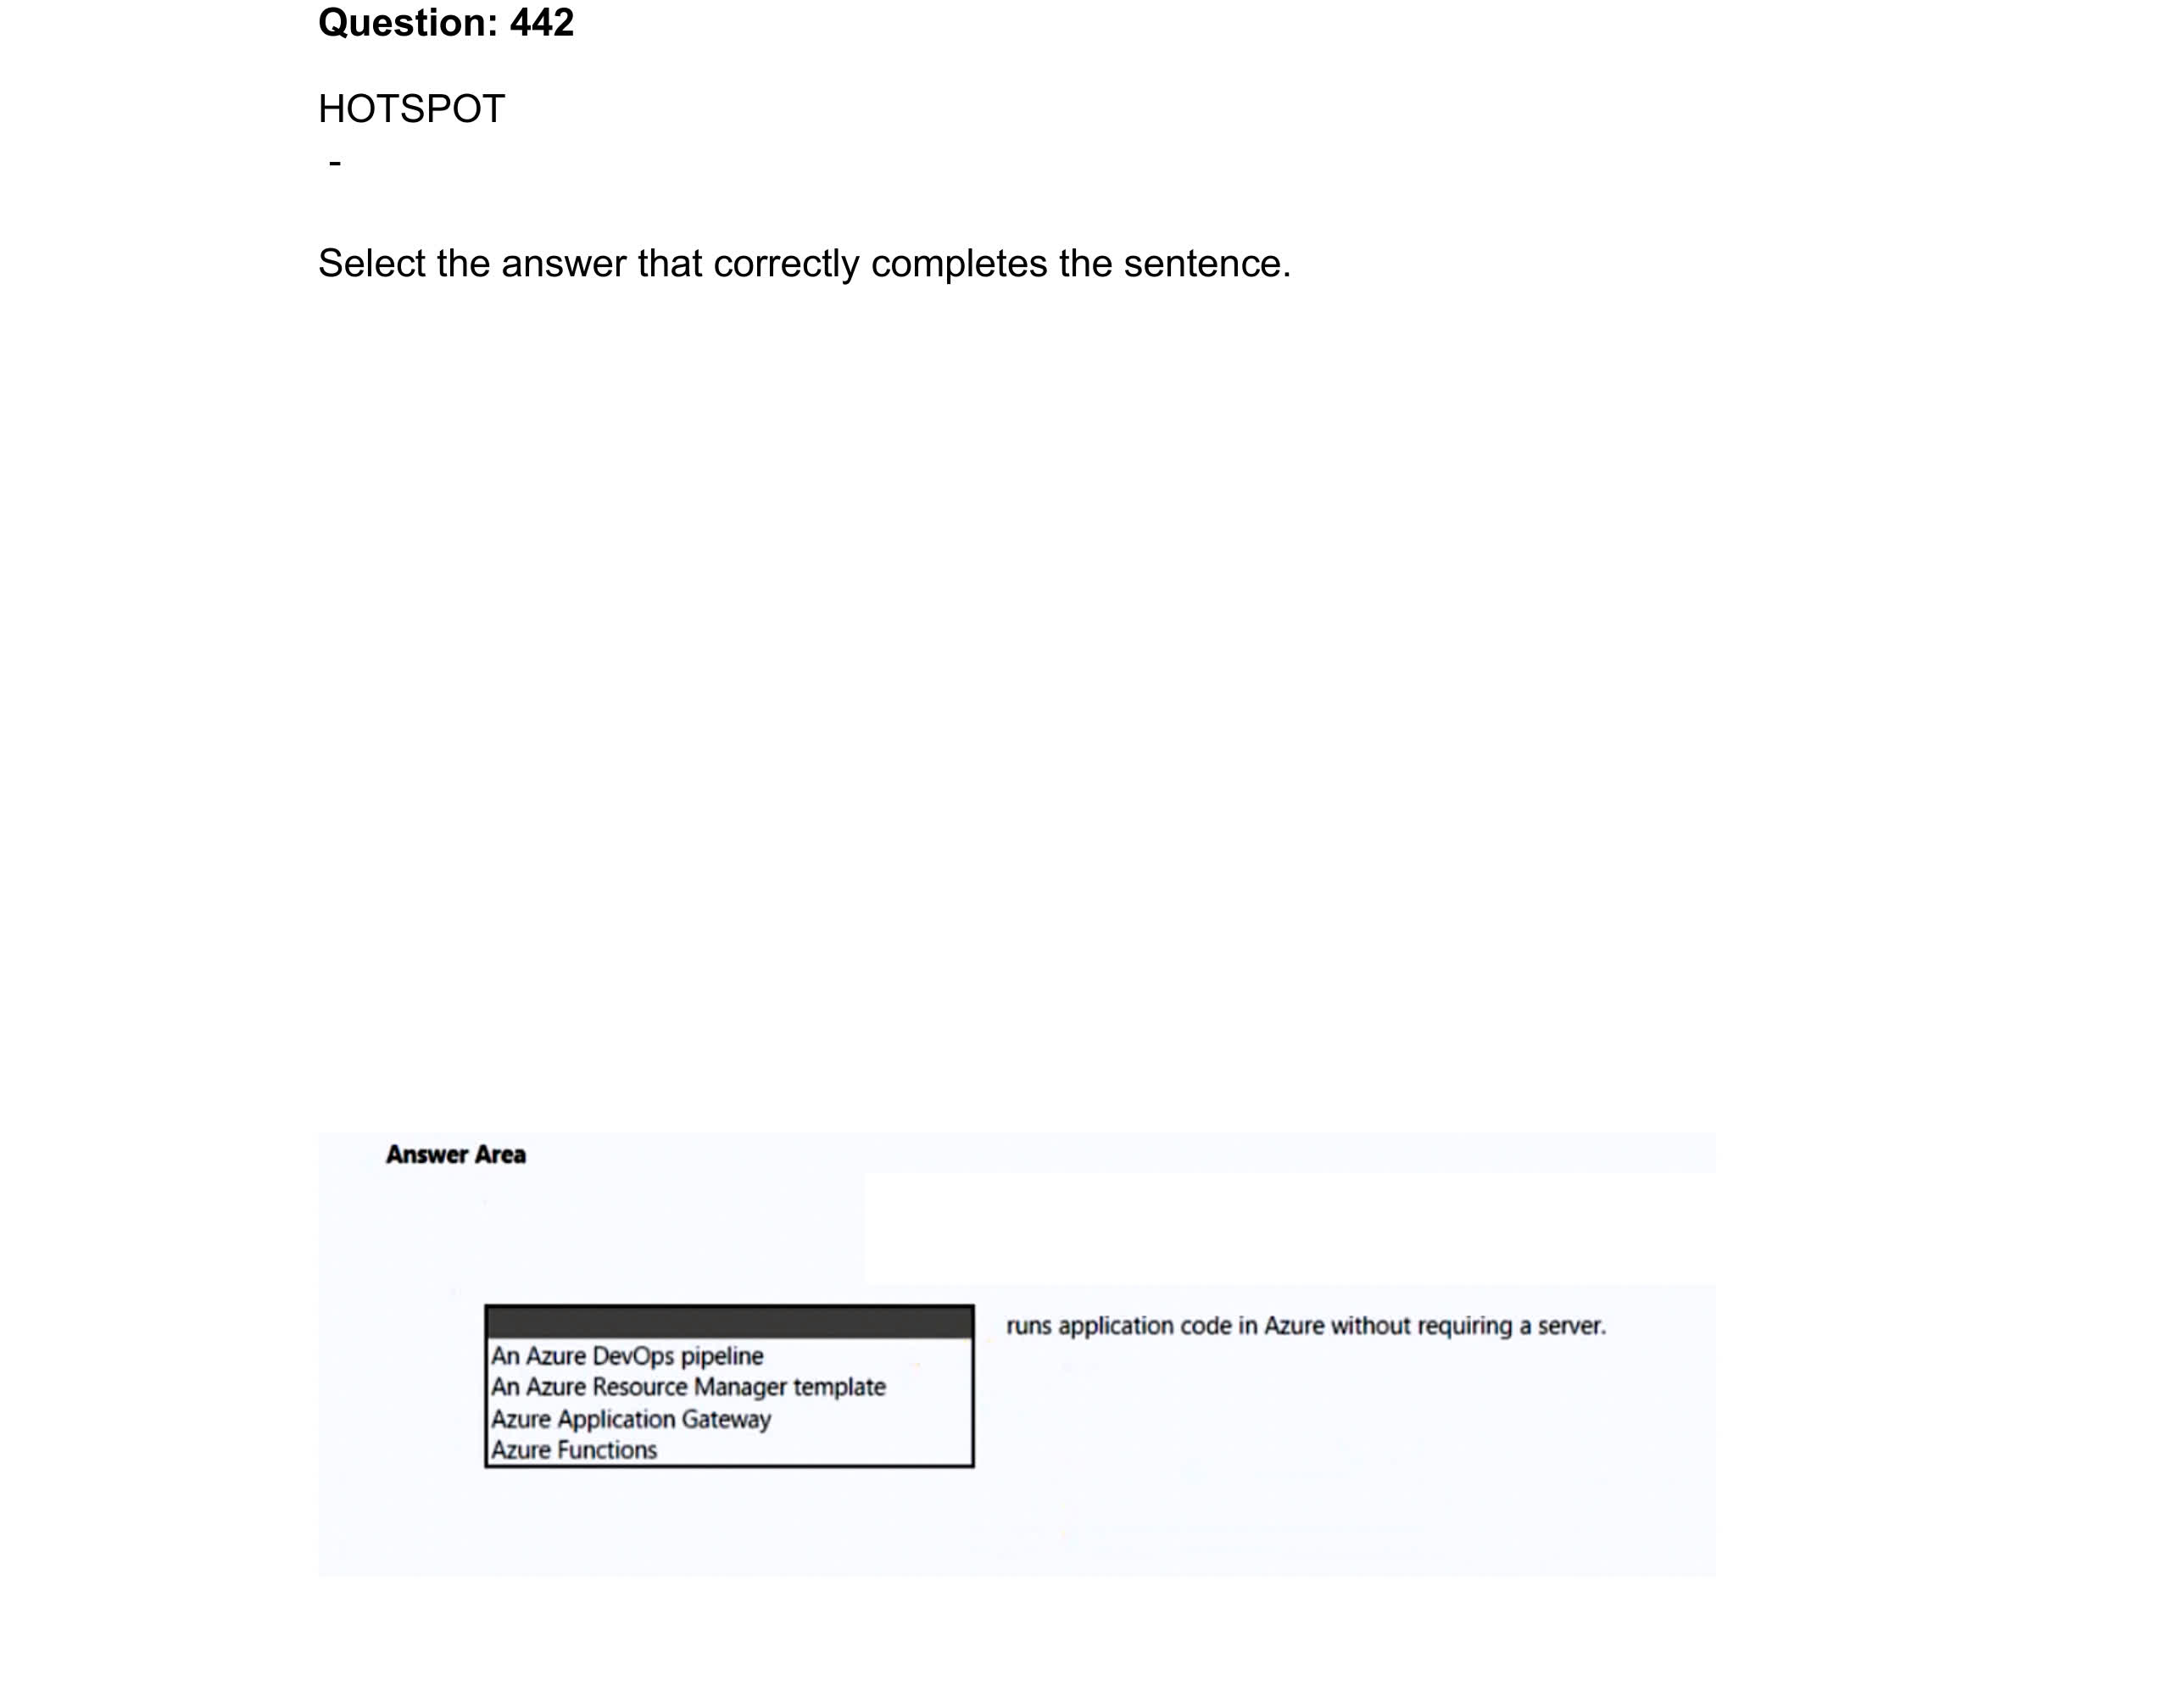 Question: 442
HOTSPOT
-
Select the answer that correctly completes the sentence.
Answer Area
runs application code in Azure without requiring a server.
An Azure DevOps pipeline
An Azure Resource Manager template
Azure Application Gateway
Azure Functions